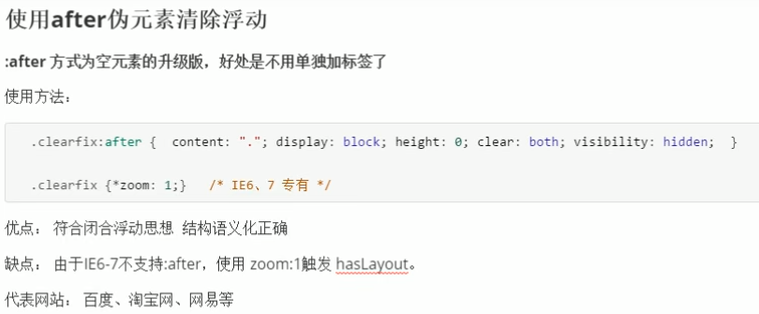 使用after伪元素清除浮动
:after 方式为空元素的升级版，好处是不用单独加标签了
使用方法：
.clearfix:after {  content: "."; display: block; height: 0; clear: both; visibility: hidden;  }
.clearfix {*zoom: 1;}   /* IE6、7 专有 */
优点： 符合闭合浮动思想  结构语义化正确
缺点： 由于IE6-7不支持:after，使用 zoom:1触发 hasLayout。
代表网站： 百度、淘宝网、网易等